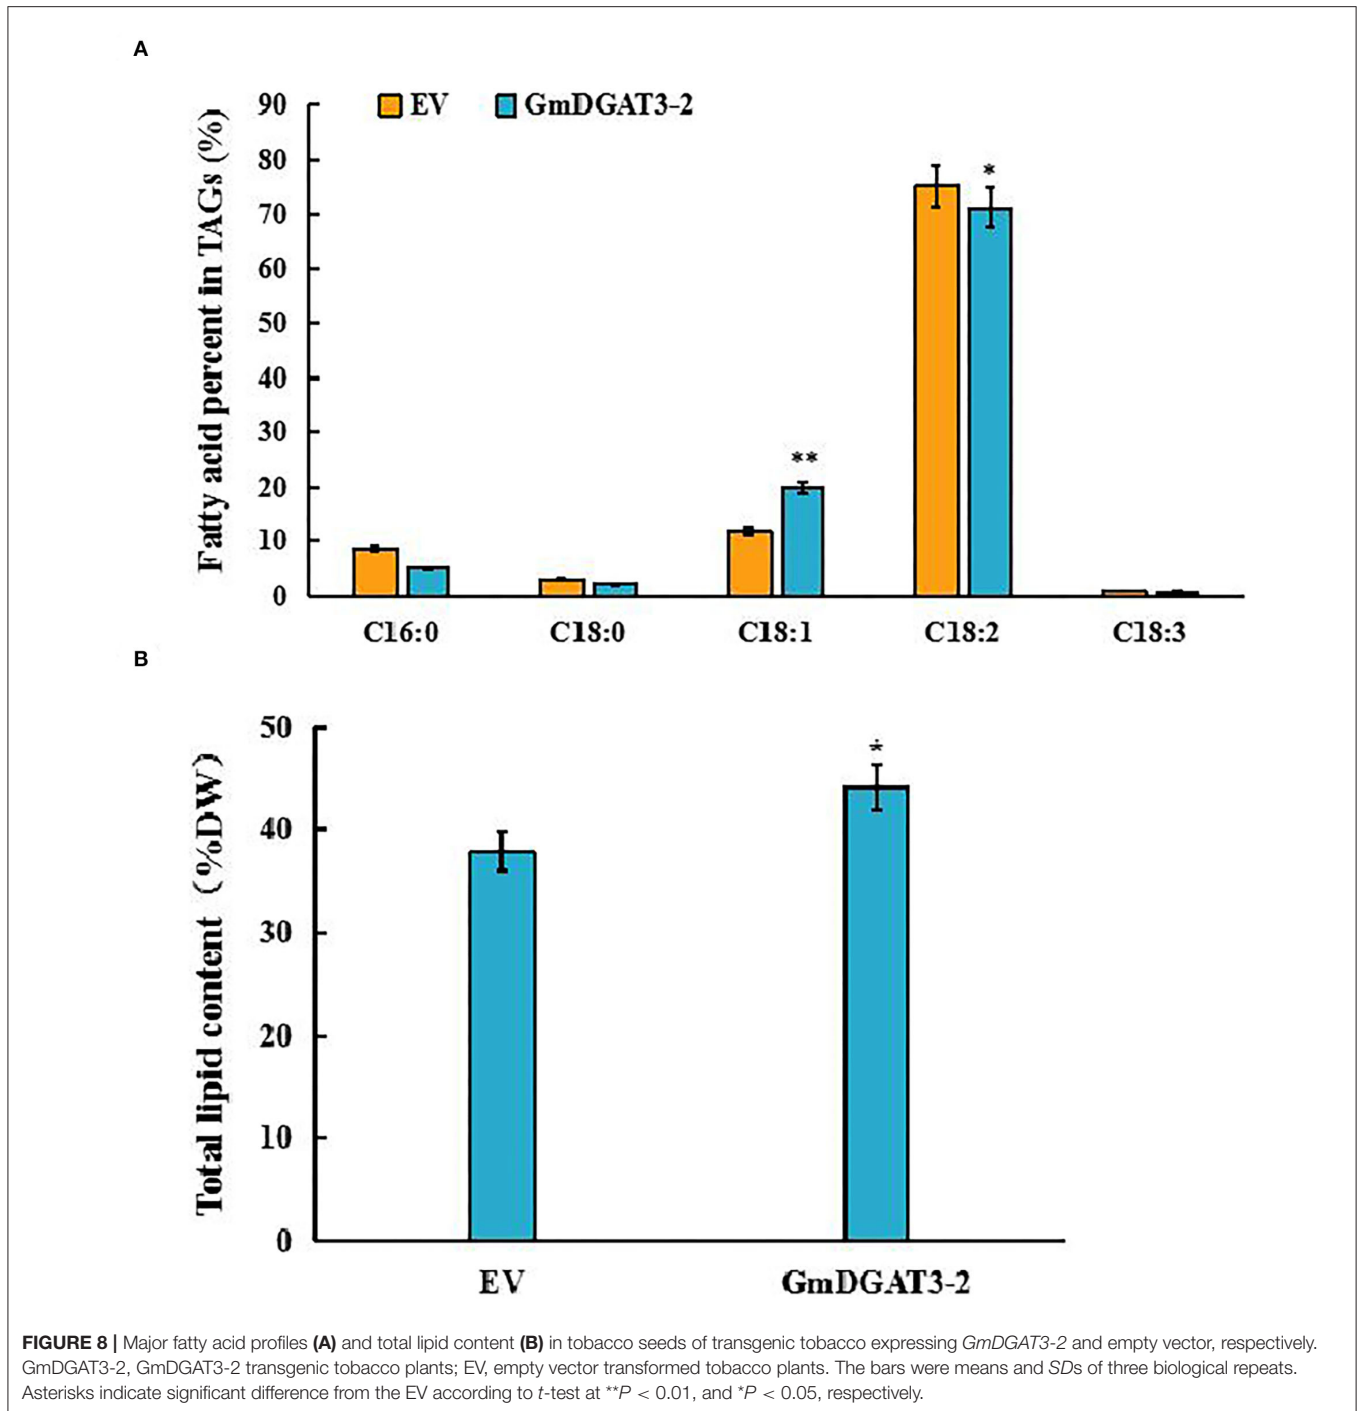 A
EV GmDGAT3-2
Fatty acid percent in TAGs (%)
90
80
70
60
50
40
30
20
10
0
*
**
C16:0 C18:0 C18:1 C18:2 C18:3
B
Total lipid content (%DW)
50
40
30
20
10
0
*
EV GmDGAT3-2
FIGURE 8 | Major fatty acid profiles (A) and total lipid content (B) in tobacco seeds of transgenic tobacco expressing GmDGAT3-2 and empty vector, respectively.
GmDGAT3-2, GmDGAT3-2 transgenic tobacco plants; EV, empty vector transformed tobacco plants. The bars were means and SDs of three biological repeats.
Asterisks indicate significant difference from the EV according to t-test at **P < 0.01, and *P < 0.05, respectively.